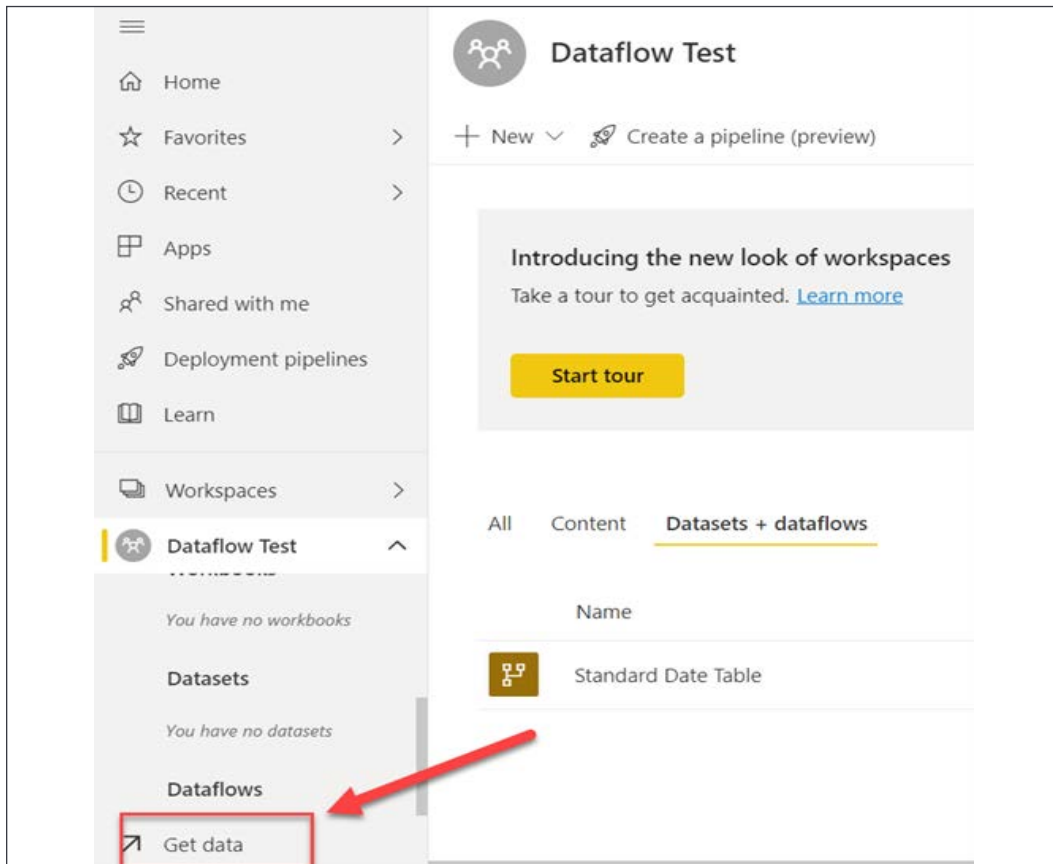 Home
Favorites
Recent
Apps
Shared with me
Deployment pipelines
Learn
Workspaces
Dataflow Test
Workbooks
You have no workbooks
Datasets
You have no datasets
Dataflows
Get data
Dataflow Test
New
Create a pipeline (preview)
Introducing the new look of workspaces
Take a tour to get acquainted. Learn more
Start tour
All Content Datasets + dataflows
Name
Standard Date Table